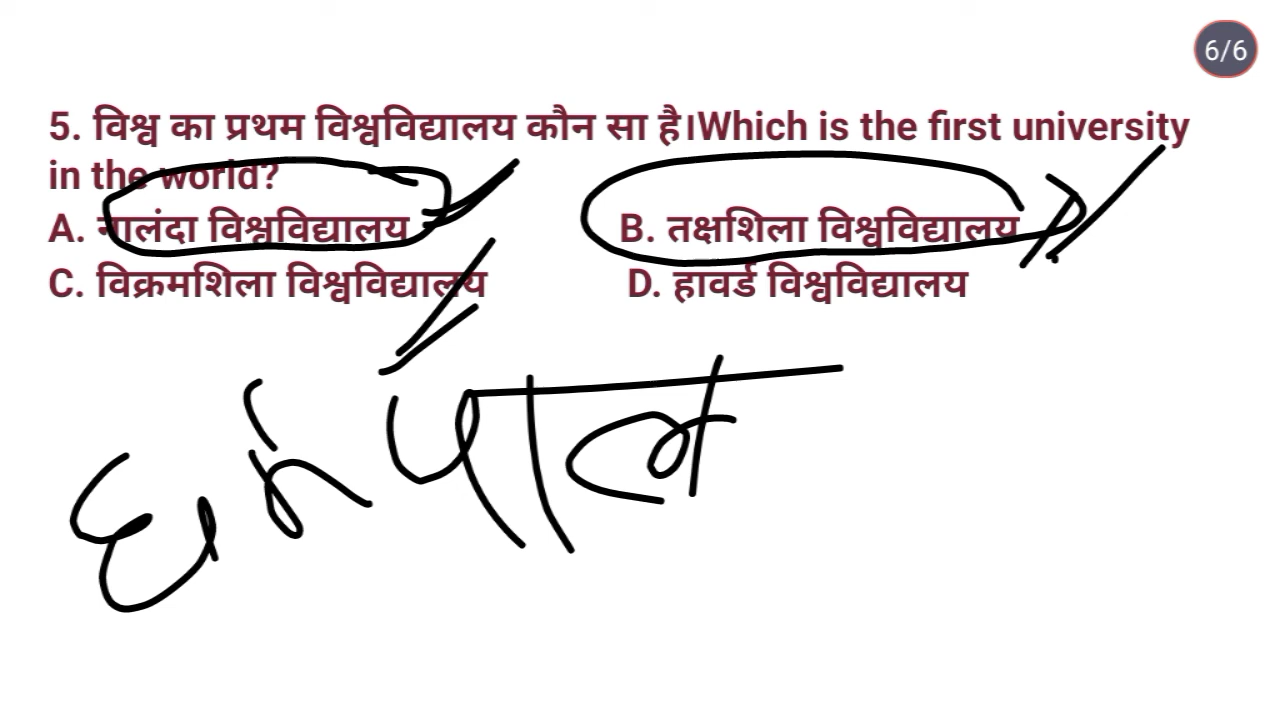 6/6
5. विश्व का प्रथम विश्वविद्यालय कौन सा है।Which is the first university
in the world?
A. नालंदा विश्वविद्यालय B. तक्षशिला विश्वविद्यालय
C. विक्रमशिला विश्वविद्यालय D. हावर्ड विश्वविद्यालय
धर्मपाल